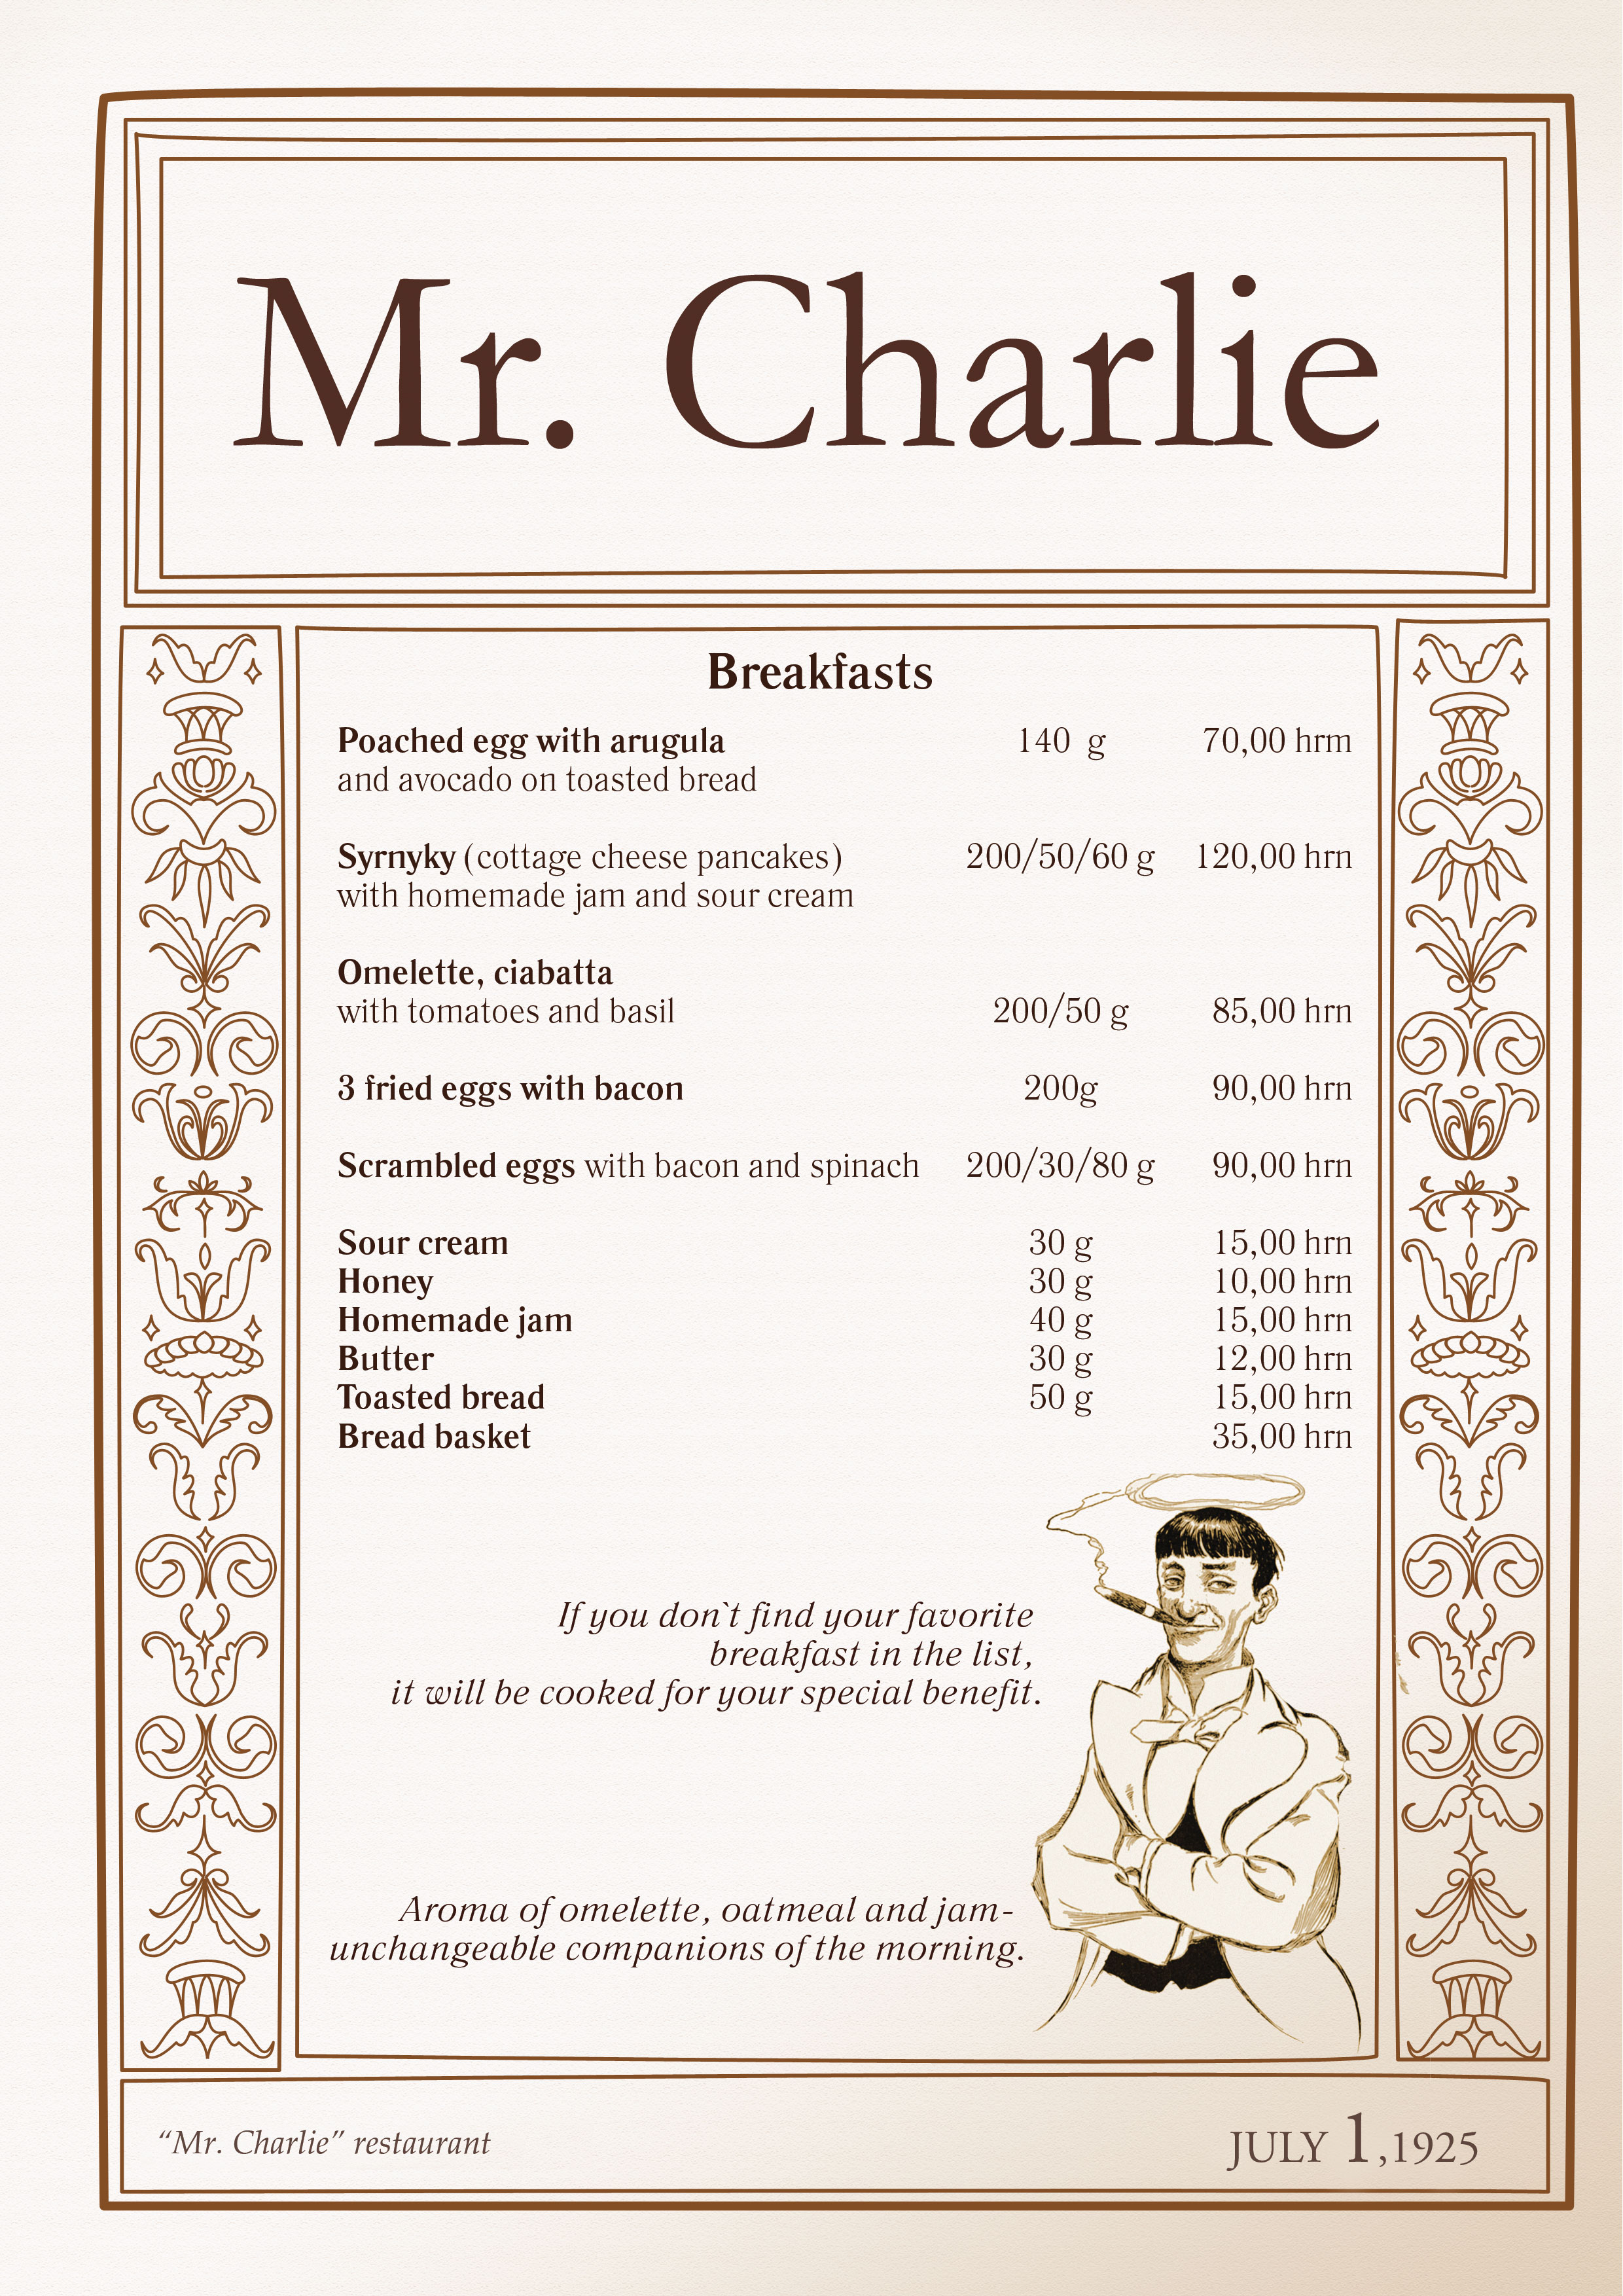 Mr. Charlie
Breakfasts
Poached egg with arugula 140 g 70,00 hrm
and avocado on toasted bread
Syrnyky (cottage cheese pancakes) 200/50/60 g 120,00 hrn
with homemade jam and sour cream
Omelette, ciabatta
with tomatoes and basil 200/50 g 85,00 hrn
3 fried eggs with bacon 200g 90,00 hrn
Scrambled eggs with bacon and spinach 200/30/80 g 90,00 hrn
Sour cream 30 g 15,00 hrn
Honey 30 g 10,00 hrn
Homemade jam 40 g 15,00 hrn
Butter 30 g 12,00 hrn
Toasted bread 50 g 15,00 hrn
Bread basket 35,00 hrn
If you don`t find your favorite
breakfast in the list,
it will be cooked for your special benefit.
Aroma of omelette, oatmeal and jam-
unchangeable companions of the morning.
“Mr. Charlie” restaurant JULY 1,1925